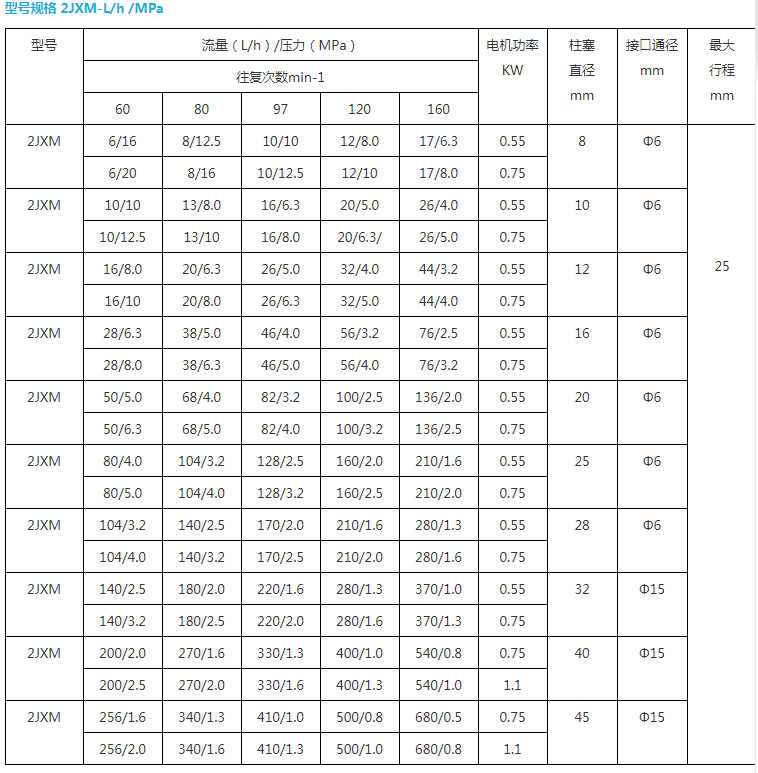 型号规格 2JXM-L/h /MPa
型号 流量（L/h）/压力（MPa） 电机功率 柱塞 接口通径 最大
KW 直径 mm 行程
往复次数min-1
mm mm
60 80 97 120 160
2JXM 6/16 8/12.5 10/10 12/8.0 17/6.3 0.55 8 Φ6
6/20 8/16 10/12.5 12/10 17/8.0 0.75
2JXM 10/10 13/8.0 16/6.3 20/5.0 26/4.0 0.55 10 Φ6
10/12.5 13/10 16/8.0 20/6.3/ 26/5.0 0.75
2JXM 16/8.0 20/6.3 26/5.0 32/4.0 44/3.2 0.55 12 Φ6 25
16/10 20/8.0 26/6.3 32/5.0 44/4.0 0.75
2JXM 28/6.3 38/5.0 46/4.0 56/3.2 76/2.5 0.55 16 Φ6
28/8.0 38/6.3 46/5.0 56/4.0 76/3.2 0.75
2JXM 50/5.0 68/4.0 82/3.2 100/2.5 136/2.0 0.55 20 Φ6
50/6.3 68/5.0 82/4.0 100/3.2 136/2.5 0.75
2JXM 80/4.0 104/3.2 128/2.5 160/2.0 210/1.6 0.55 25 Φ6
80/5.0 104/4.0 128/3.2 160/2.5 210/2.0 0.75
2JXM 104/3.2 140/2.5 170/2.0 210/1.6 280/1.3 0.55 28 Φ6
104/4.0 140/3.2 170/2.5 210/2.0 280/1.6 0.75
2JXM 140/2.5 180/2.0 220/1.6 280/1.3 370/1.0 0.55 32 Φ15
140/3.2 180/2.5 220/2.0 280/1.6 370/1.3 0.75
2JXM 200/2.0 270/1.6 330/1.3 400/1.0 540/0.8 0.75 40 Φ15
200/2.5 270/2.0 330/1.6 400/1.3 540/1.0 1.1
2JXM 256/1.6 340/1.3 410/1.0 500/0.8 680/0.5 0.75 45 Φ15
256/2.0 340/1.6 410/1.3 500/1.0 680/0.8 1.1